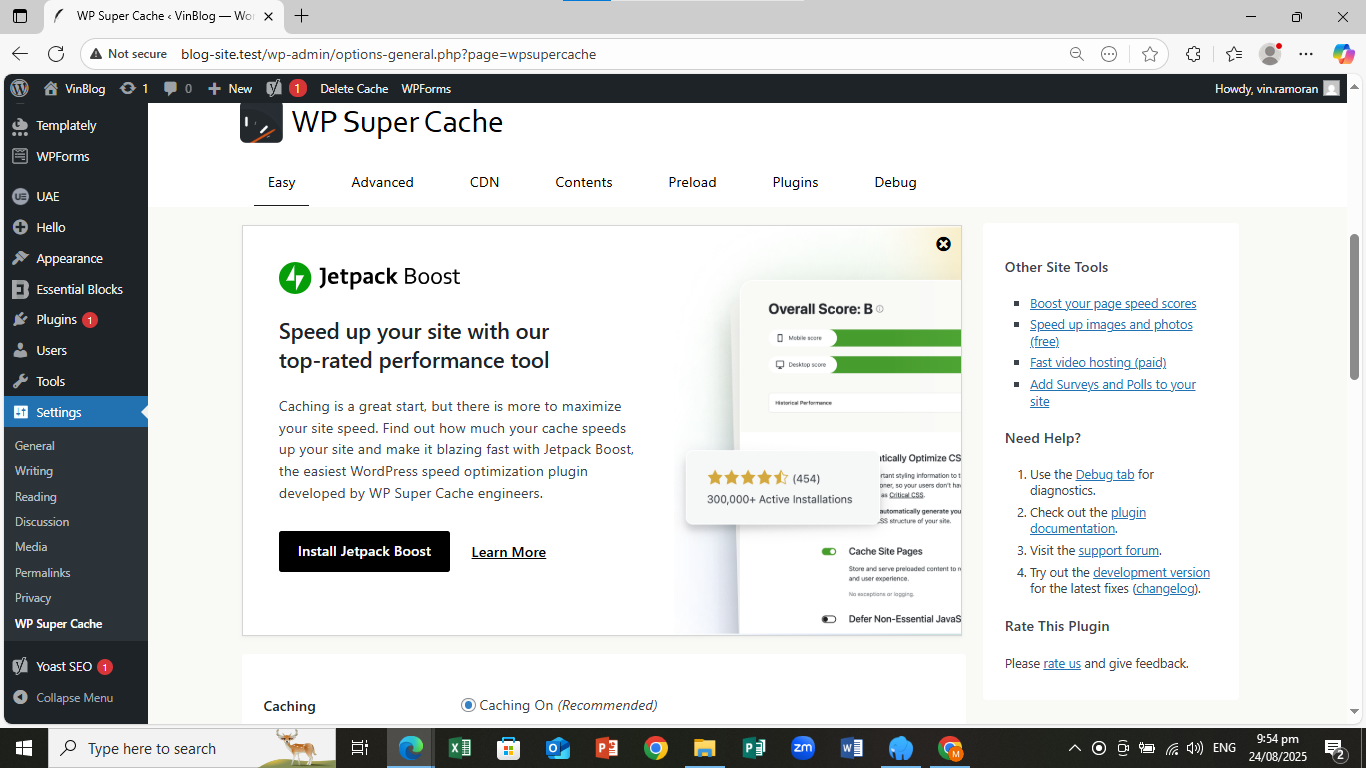 WP Super Cache ‹ VinBlog — Wo
Not secure
blog-site.test/wp-admin/options-general.php?page=wpsupercache
VinBlog
1
0
New
1
Delete Cache
WPForms
Howdy, vin.ramoran
Templately
WPForms
UAE
Hello
Appearance
Essential Blocks
Plugins 1
Users
Tools
Settings
General
Writing
Reading
Discussion
Media
Permalinks
Privacy
WP Super Cache
Yoast SEO 1
Collapse Menu
WP Super Cache
Easy
Advanced
CDN
Contents
Preload
Plugins
Debug
Jetpack Boost
Speed up your site with our
top-rated performance tool
Caching is a great start, but there is more to maximize
your site speed. Find out how much your cache speeds
up your site and make it blazing fast with Jetpack Boost,
the easiest WordPress speed optimization plugin
developed by WP Super Cache engineers.
Install Jetpack Boost
Learn More
Overall Score: B
Mobile score
Desktop score
Historical Performance
(454)
300,000+ Active Installations
atically Optimize CS
rtant styling information to t
oner, so your users don't hav
as Critical CSS.
automatically generate you
SS structure of your site.
Cache Site Pages
Store and serve preloaded content to r
and user experience.
No exceptions or logging.
Defer Non-Essential JavaS
Caching
Caching On (Recommended)
Other Site Tools
Boost your page speed scores
Speed up images and photos
(free)
Fast video hosting (paid)
Add Surveys and Polls to your
site
Need Help?
1. Use the Debug tab for
diagnostics.
2. Check out the plugin
documentation.
3. Visit the support forum.
4. Try out the development version
for the latest fixes (changelog).
Rate This Plugin
Please rate us and give feedback.
Type here to search
ENG
9:54 pm
24/08/2025
2